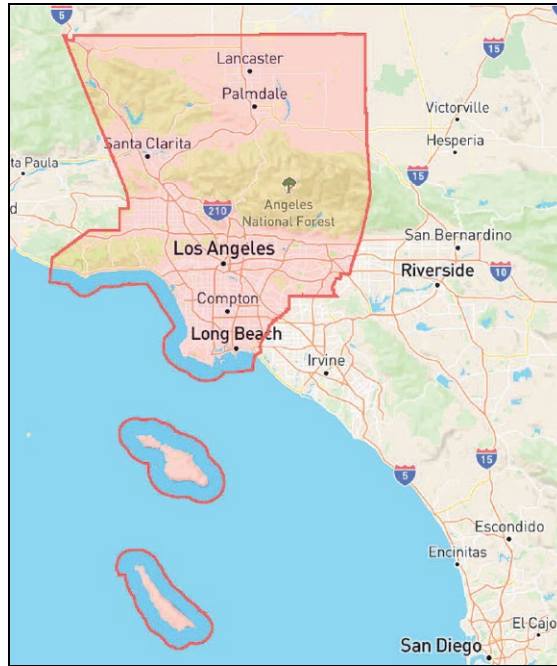 5
15
Lancaster
Palmdale
Victorville
Hesperia
Santa Clarita
ta Paula
15
d
210
Angeles
National Forest
San Bernardino
Los Angeles
Riverside
10
Compton
Long Beach
Irvine
5
15
Escondido
Encinitas
El Cajo
San Diego